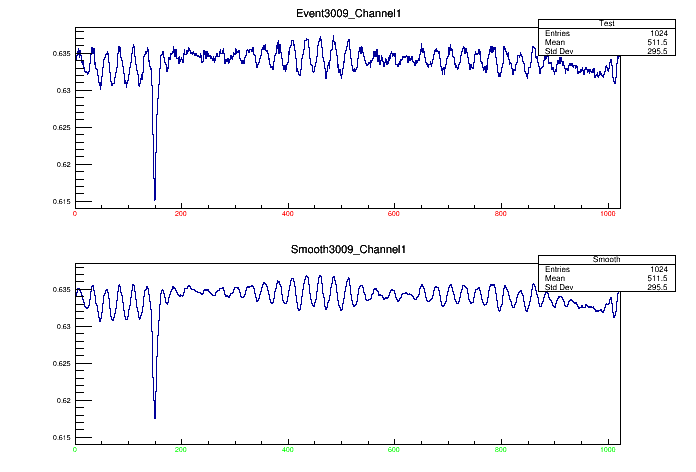 Event3009_Channel1
Test
Entries 1024
Mean 511.5
Std Dev 295.5
0.635
0.63
0.625
0.62
0.615
0 200 400 600 800 1000
Smooth3009_Channel1
Smooth
Entries 1024
Mean 511.5
Std Dev 295.5
0.635
0.63
0.625
0.62
0.615
0 200 400 600 800 1000